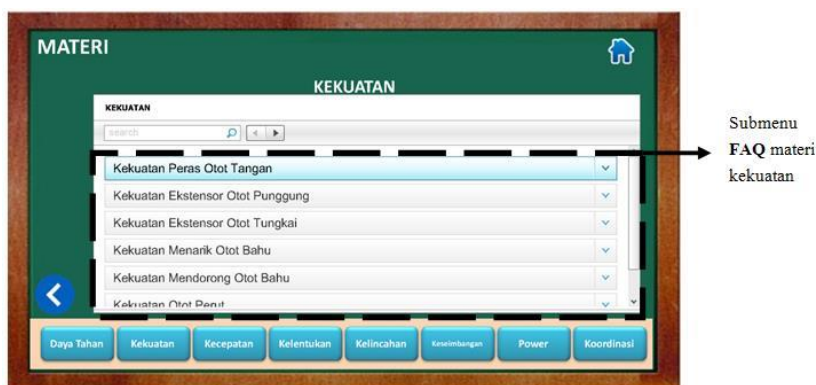 MATERI
KEKUATAN
KEKUATAN
search
Kekuatan Peras Otot Tangan
Kekuatan Ekstensor Otot Punggung
Kekuatan Ekstensor Otot Tungkai
Kekuatan Menarik Otot Bahu
Kekuatan Mendorong Otot Bahu
Kekuatan Otot Perut
Daya Tahan
Kekuatan
Kecepatan
Kelentukan
Kelincahan
Keseimbangan
Power
Koordinasi
Submenu
FAQ materi
kekuatan